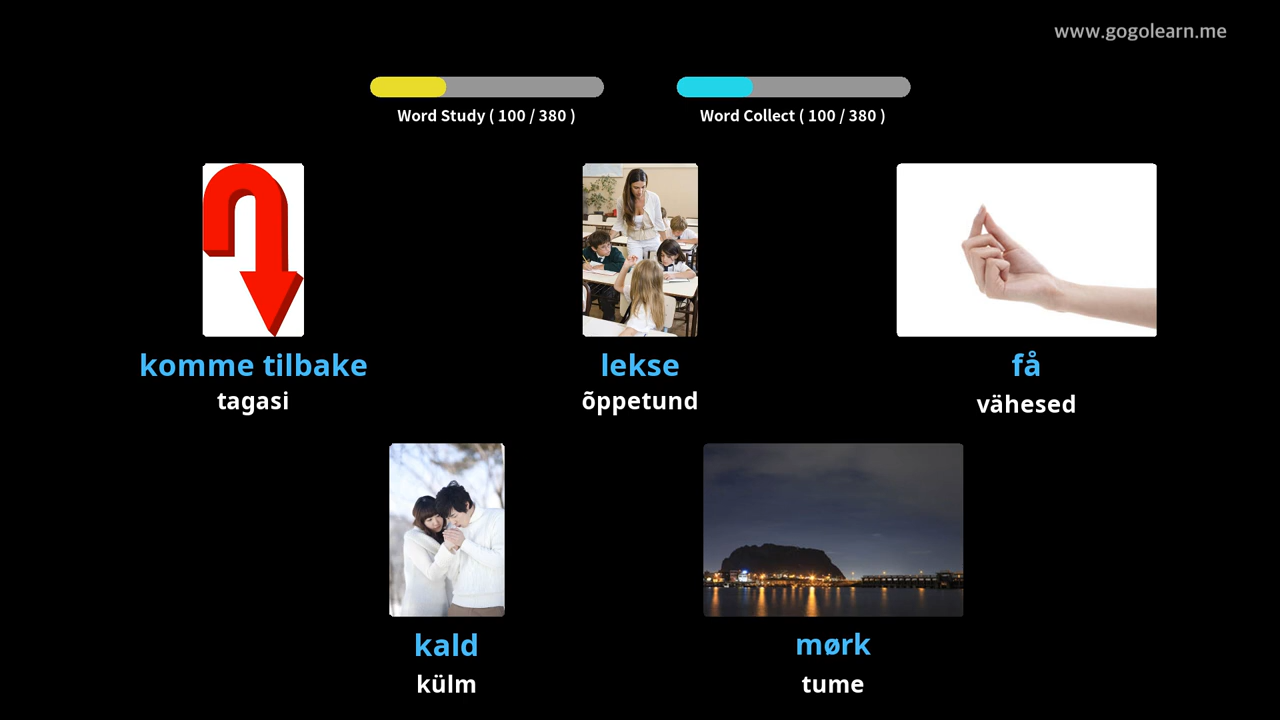 www.gogolearn.me
Word Study ( 100 / 380 )
Word Collect ( 100 / 380 )
komme tilbake
tagasi
lekse
õppetund
få
vähesed
kald
külm
mørk
tume